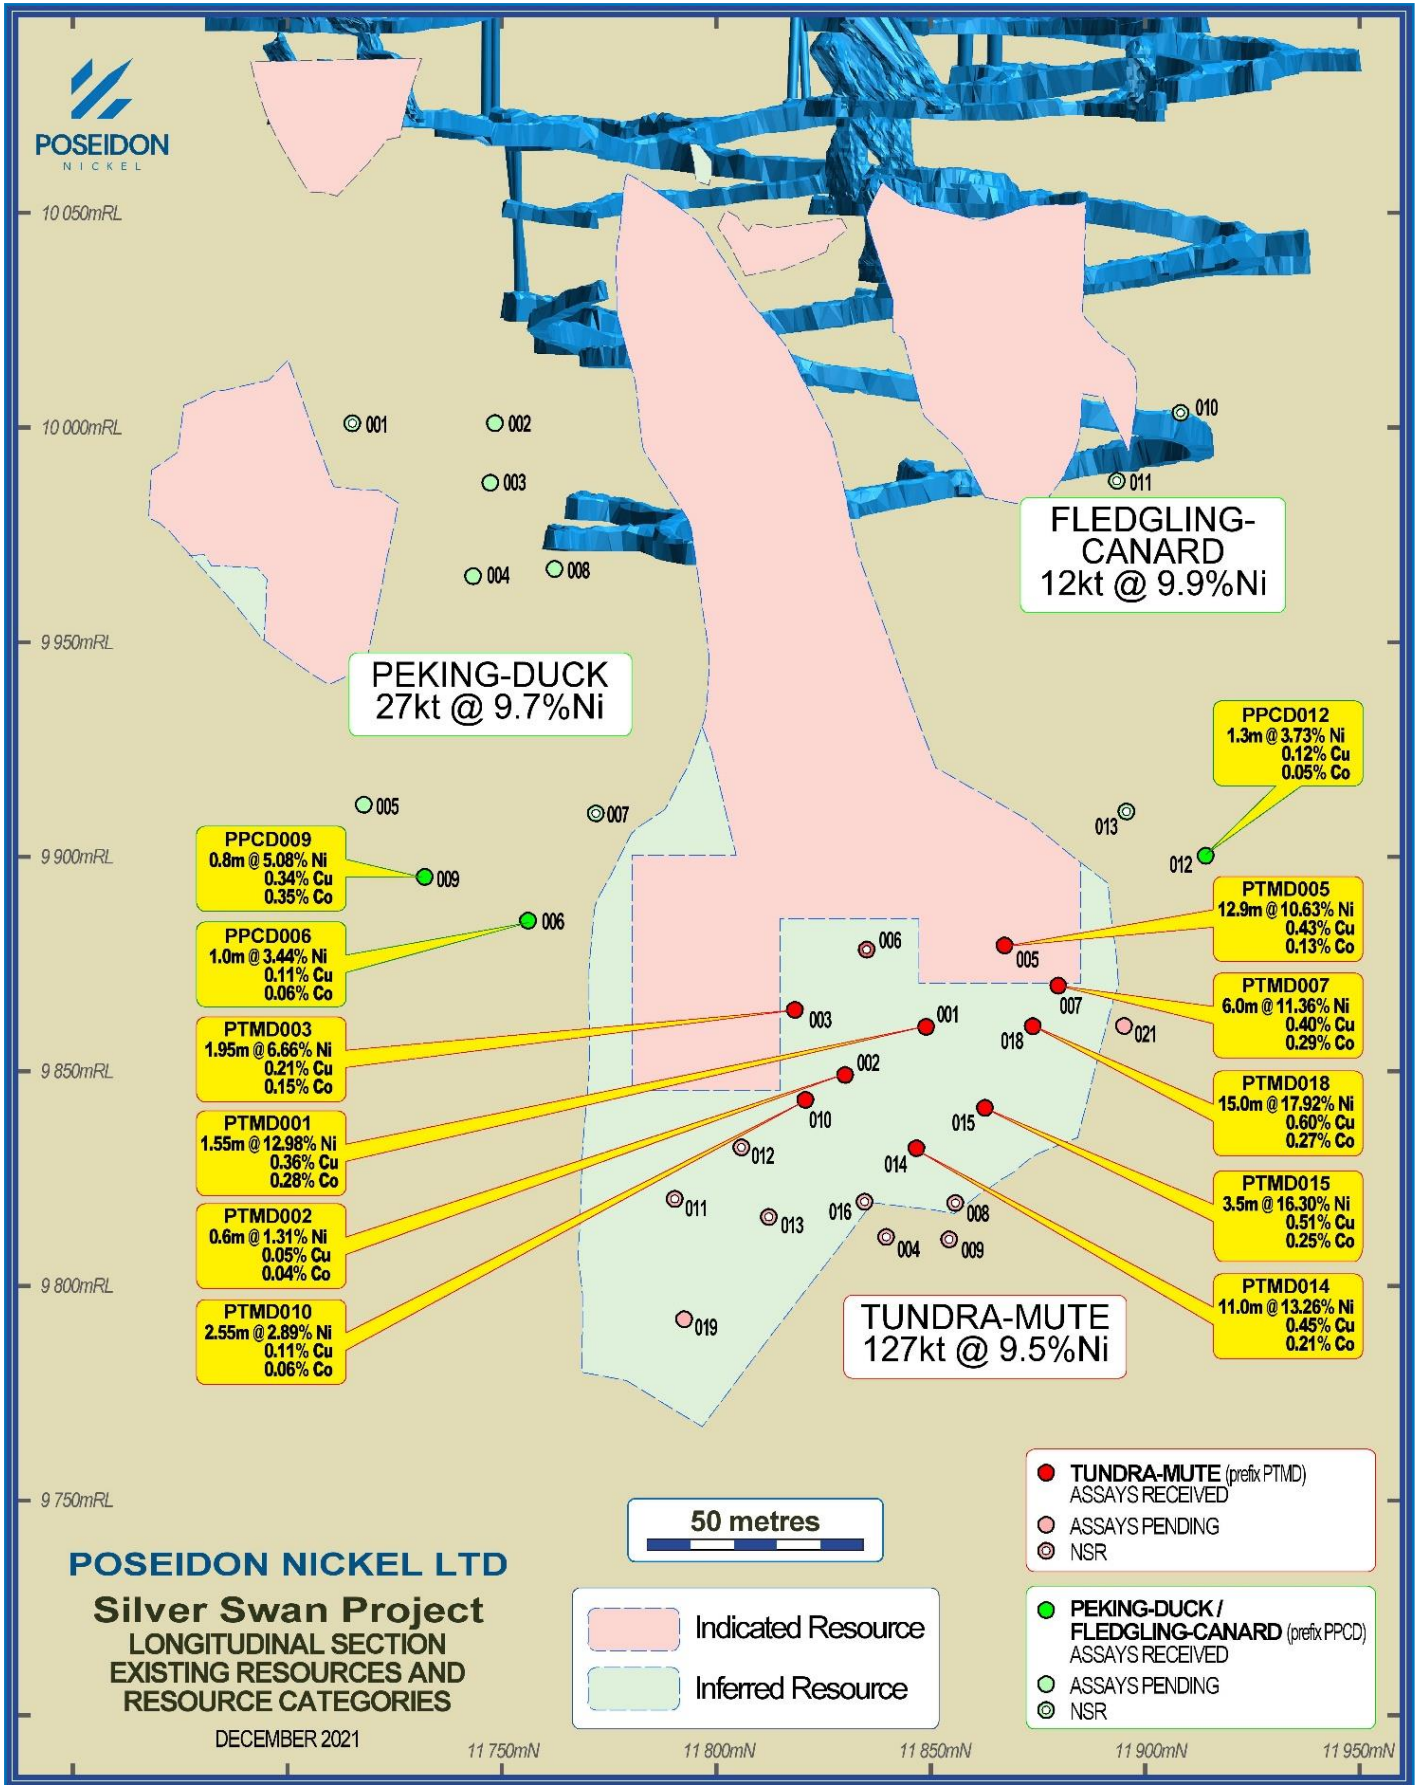 POSEIDON
NICKEL
10 050mRL
10 000mRL
9 950mRL
9 900mRL
9 850mRL
9 800mRL
9 750mRL
001
002
003
004
008
010
011
FLEDGLING-
CANARD
12kt @ 9.9%Ni
PEKING-DUCK
27kt @ 9.7%Ni
PPCD012
1.3m @ 3.73% Ni
0.12% Cu
0.05% Co
005
007
013
012
PPCD009
0.8m @ 5.08% Ni
0.34% Cu
0.35% Co
009
PPCD006
1.0m @ 3.44% Ni
0.11% Cu
0.06% Co
006
PTMD003
1.95m @ 6.66% Ni
0.21% Cu
0.15% Co
PTMD001
1.55m @ 12.98% Ni
0.36% Cu
0.28% Co
PTMD002
0.6m @ 1.31% Ni
0.05% Cu
0.04% Co
PTMD010
2.55m @ 2.89% Ni
0.11% Cu
0.06% Co
006
005
003
001
007
018
021
002
010
015
014
012
011
013
016
008
004
009
019
PTMD005
12.9m @ 10.63% Ni
0.43% Cu
0.13% Co
PTMD007
6.0m @ 11.36% Ni
0.40% Cu
0.29% Co
PTMD018
15.0m @ 17.92% Ni
0.60% Cu
0.27% Co
PTMD015
3.5m @ 16.30% Ni
0.51% Cu
0.25% Co
PTMD014
11.0m @ 13.26% Ni
0.45% Cu
0.21% Co
TUNDRA-MUTE
127kt @ 9.5%Ni
TUNDRA-MUTE (prefix PTMD)
ASSAYS RECEIVED
ASSAYS PENDING
NSR
PEKING-DUCK /
FLEDGLING-CANARD (prefix PPCD)
ASSAYS RECEIVED
ASSAYS PENDING
NSR
50 metres
Indicated Resource
Inferred Resource
POSEIDON NICKEL LTD
Silver Swan Project
LONGITUDINAL SECTION
EXISTING RESOURCES AND
RESOURCE CATEGORIES
DECEMBER 2021
11 750mN
11 800mN
11 850mN
11 900mN
11 950mN